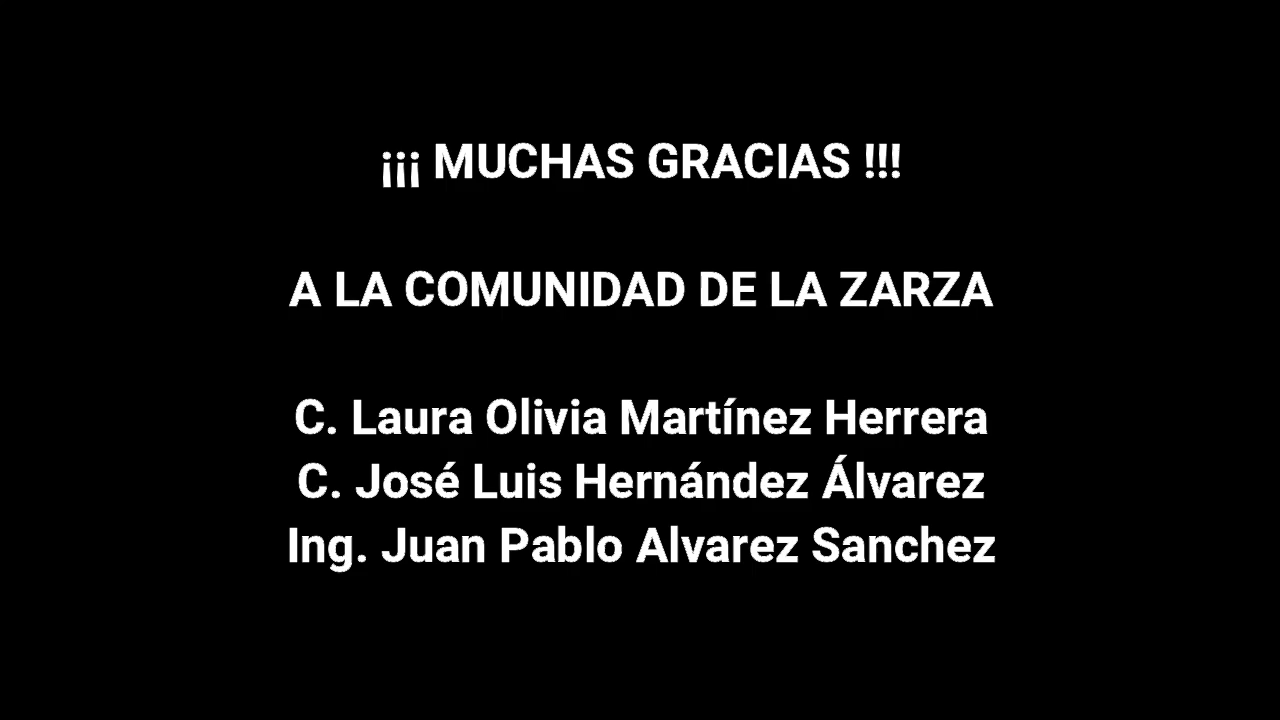 ¡¡¡ MUCHAS GRACIAS !!!
A LA COMUNIDAD DE LA ZARZA
C. Laura Olivia Martínez Herrera
C. José Luis Hernández Álvarez
Ing. Juan Pablo Alvarez Sanchez